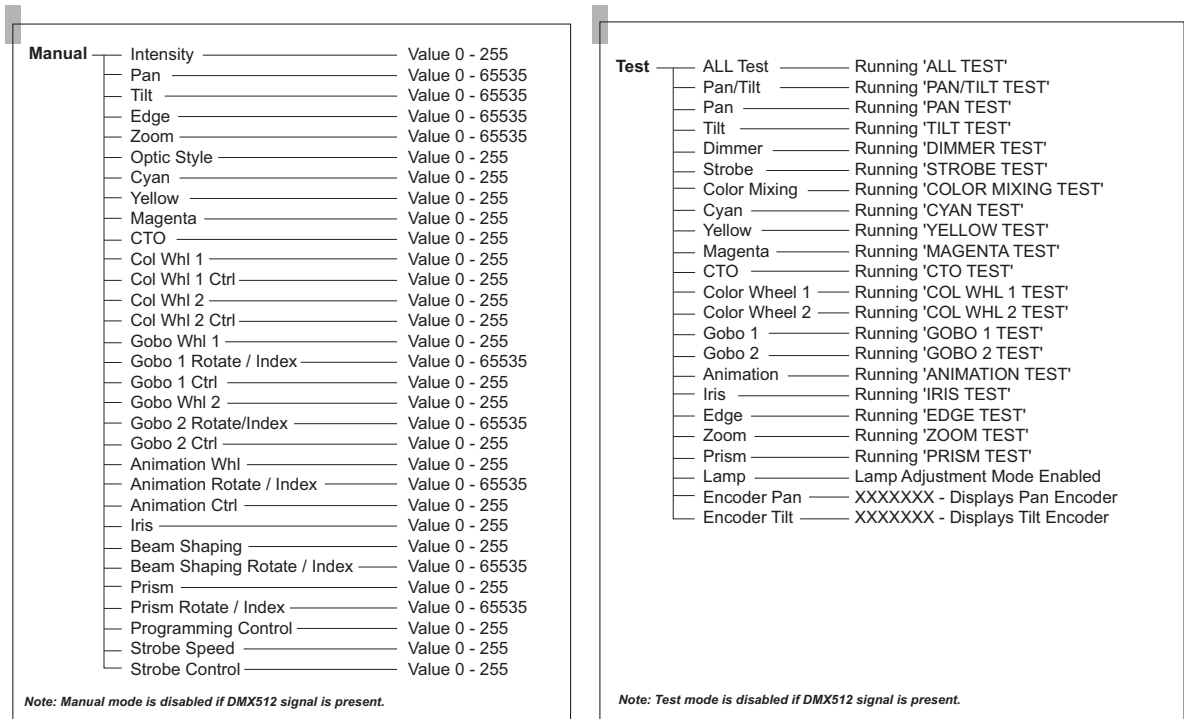 Manual Intensity Value 0 - 255
Pan Value 0 - 65535
Tilt Value 0 - 65535
Edge Value 0 - 65535
Zoom Value 0 - 65535
Optic Style Value 0 - 255
Cyan Value 0 - 255
Yellow Value 0 - 255
Magenta Value 0 - 255
CTO Value 0 - 255
Col Whl 1 Value 0 - 255
Col Whl 1 Ctrl Value 0 - 255
Col Whl 2 Value 0 - 255
Col Whl 2 Ctrl Value 0 - 255
Gobo Whl 1 Value 0 - 255
Gobo 1 Rotate / Index Value 0 - 65535
Gobo 1 Ctrl Value 0 - 255
Gobo Whl 2 Value 0 - 255
Gobo 2 Rotate/Index Value 0 - 65535
Gobo 2 Ctrl Value 0 - 255
Animation Whl Value 0 - 255
Animation Rotate / Index Value 0 - 65535
Animation Ctrl Value 0 - 255
Iris Value 0 - 255
Beam Shaping Value 0 - 255
Beam Shaping Rotate / Index Value 0 - 65535
Prism Value 0 - 255
Prism Rotate / Index Value 0 - 65535
Programming Control Value 0 - 255
Strobe Speed Value 0 - 255
Strobe Control Value 0 - 255
Note: Manual mode is disabled if DMX512 signal is present.
Test ALL Test Running 'ALL TEST'
Pan/Tilt Running 'PAN/TILT TEST'
Pan Running 'PAN TEST'
Tilt Running 'TILT TEST'
Dimmer Running 'DIMMER TEST'
Strobe Running 'STROBE TEST'
Color Mixing Running 'COLOR MIXING TEST'
Cyan Running 'CYAN TEST'
Yellow Running 'YELLOW TEST'
Magenta Running 'MAGENTA TEST'
CTO Running 'CTO TEST'
Color Wheel 1 Running 'COL WHL 1 TEST'
Color Wheel 2 Running 'COL WHL 2 TEST'
Gobo 1 Running 'GOBO 1 TEST'
Gobo 2 Running 'GOBO 2 TEST'
Animation Running 'ANIMATION TEST'
Iris Running 'IRIS TEST'
Edge Running 'EDGE TEST'
Zoom Running 'ZOOM TEST'
Prism Running 'PRISM TEST'
Lamp Lamp Adjustment Mode Enabled
Encoder Pan XXXXXXX - Displays Pan Encoder
Encoder Tilt XXXXXXX - Displays Tilt Encoder
Note: Test mode is disabled if DMX512 signal is present.